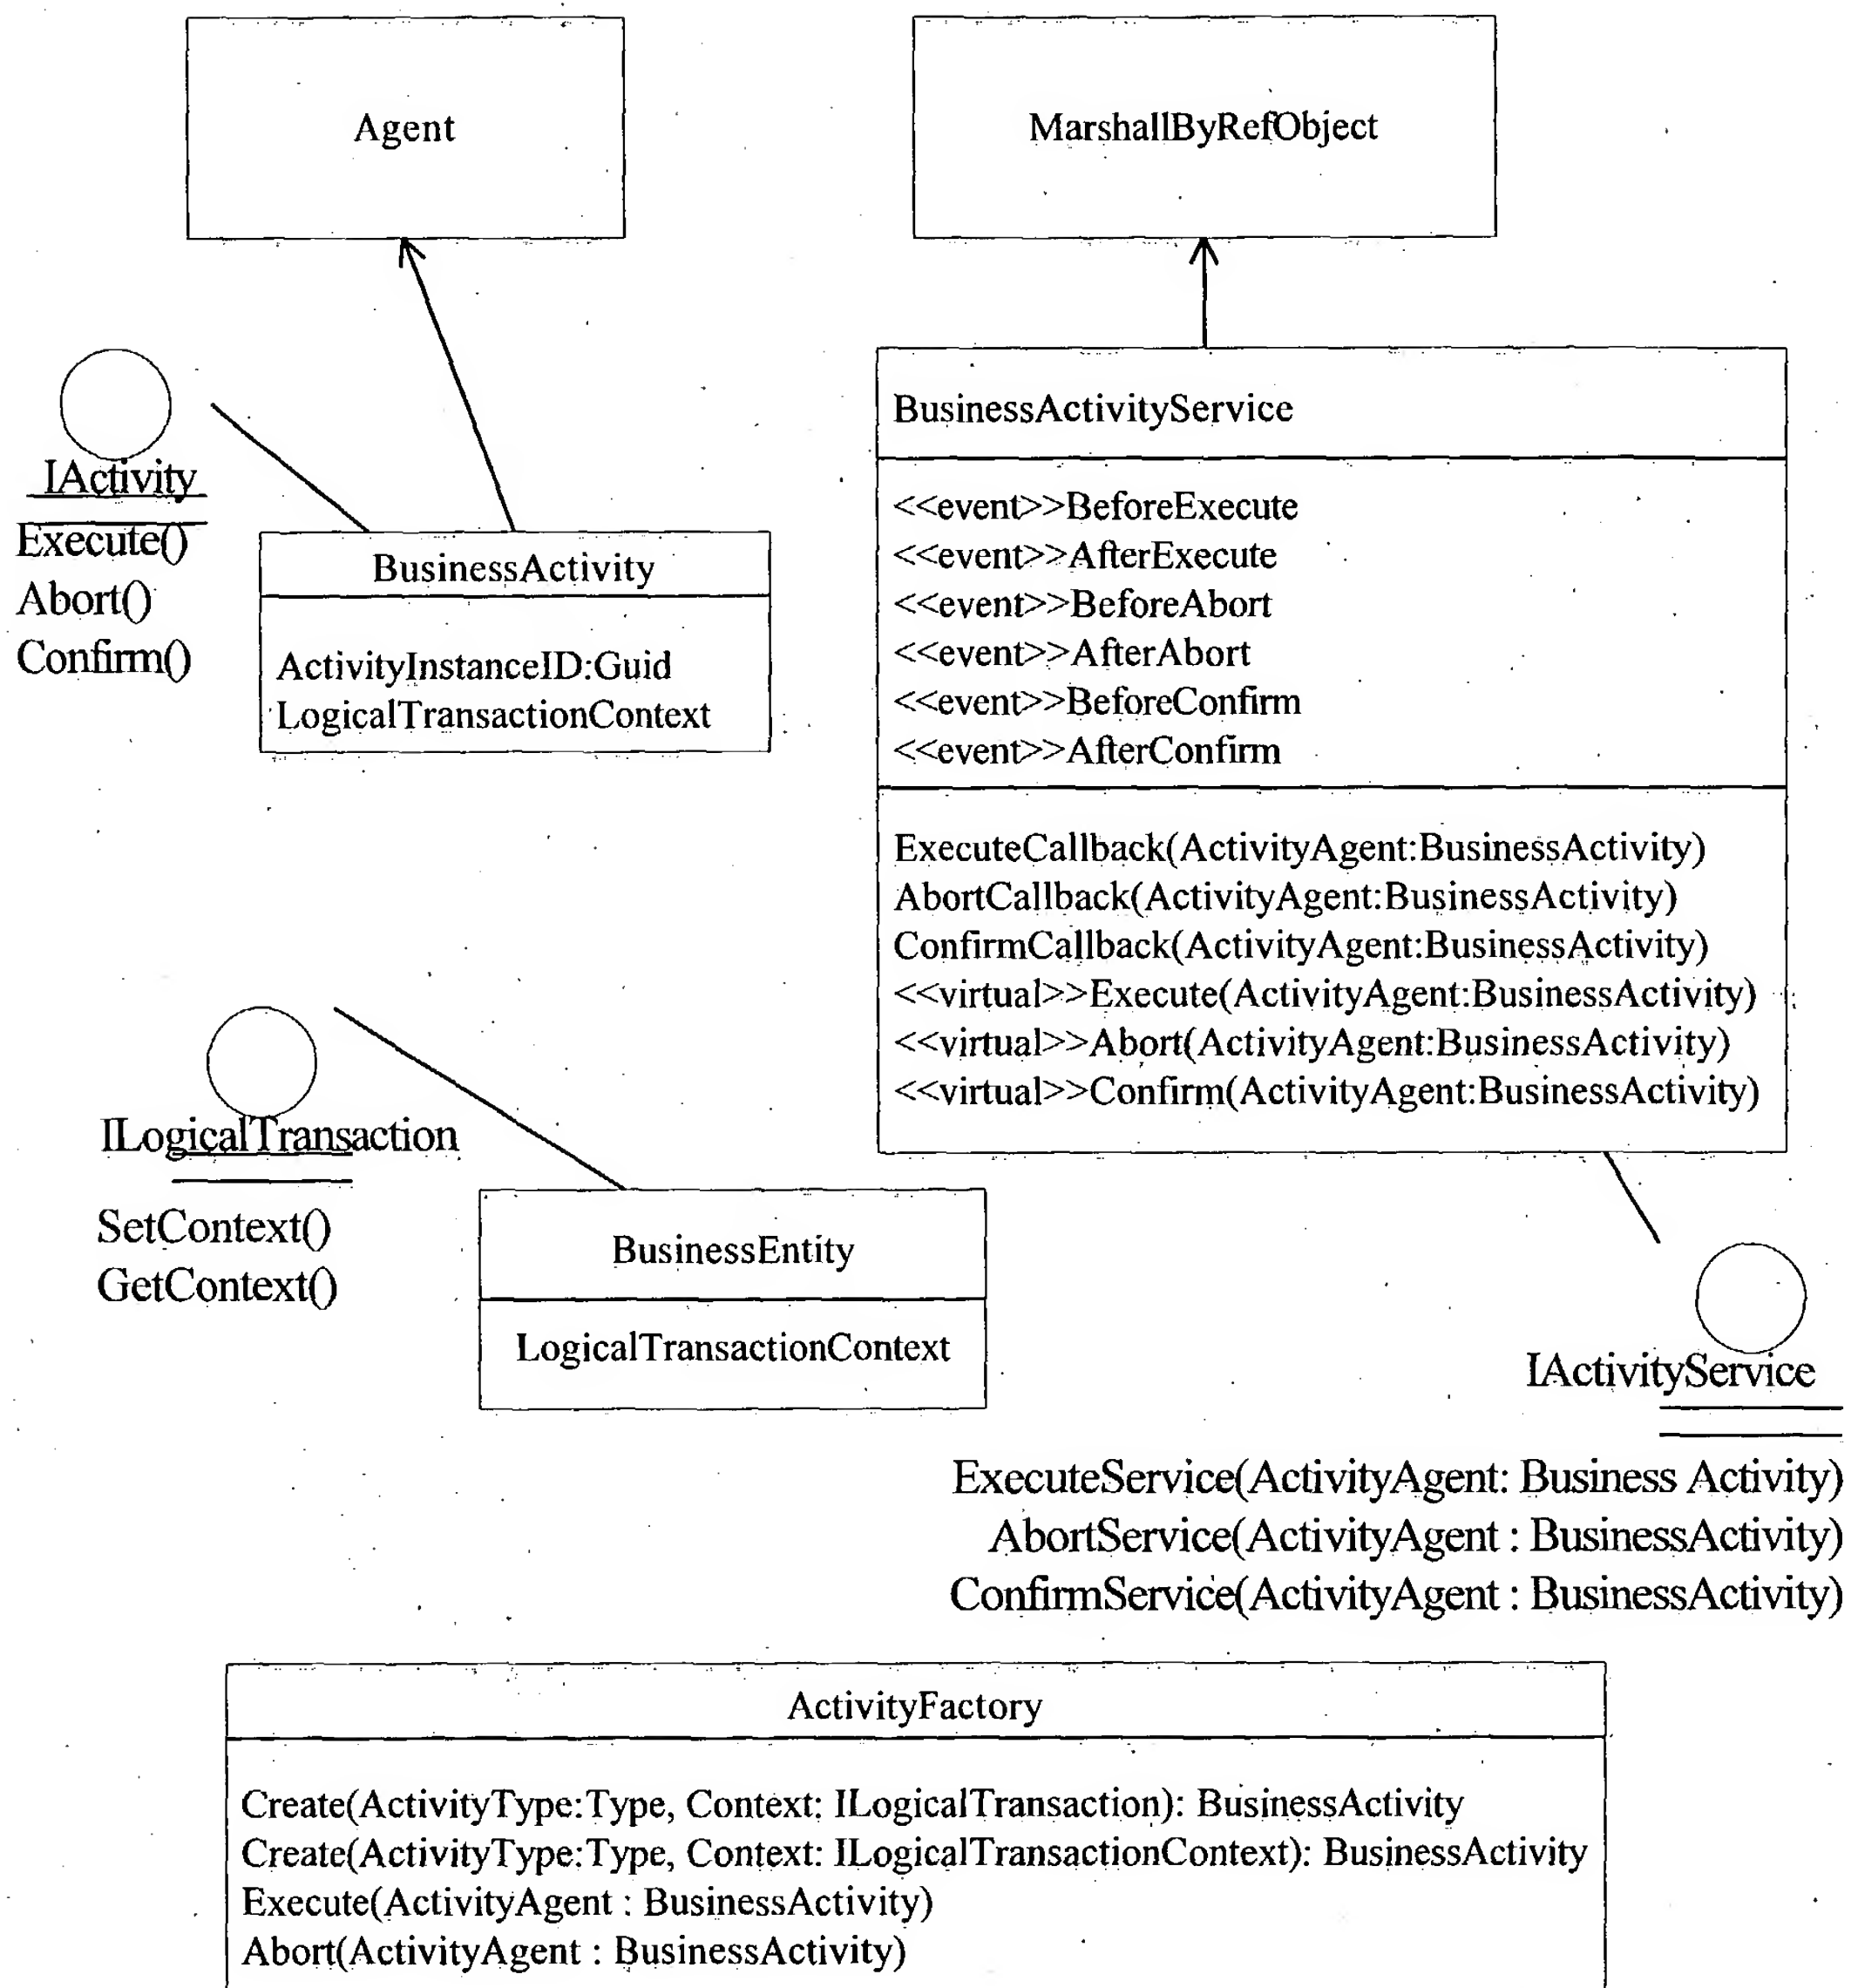 Agent
MarshallByRefObject
IActivity
Execute()
Abort()
Confirm()
BusinessActivity
ActivityInstanceID:Guid
LogicalTransactionContext
BusinessActivityService
<<event>>BeforeExecute
<<event>>AfterExecute
<<event>>BeforeAbort
<<event>>AfterAbort
<<event>>BeforeConfirm
<<event>>AfterConfirm
ExecuteCallback(ActivityAgent:BusinessActivity)
AbortCallback(ActivityAgent:BusinessActivity)
ConfirmCallback(ActivityAgent:BusinessActivity)
<<virtual>>Execute(ActivityAgent:BusinessActivity)
<<virtual>>Abort(ActivityAgent:BusinessActivity)
<<virtual>>Confirm(ActivityAgent:BusinessActivity)
ILogicalTransaction
SetContext()
GetContext()
BusinessEntity
LogicalTransactionContext
IActivityService
ExecuteService(ActivityAgent: Business Activity)
AbortService(ActivityAgent : BusinessActivity)
ConfirmService(ActivityAgent : BusinessActivity)
ActivityFactory
Create(ActivityType:Type, Context: ILogicalTransaction): BusinessActivity
Create(ActivityType:Type, Context: ILogicalTransactionContext): BusinessActivity
Execute(ActivityAgent : BusinessActivity)
Abort(ActivityAgent : BusinessActivity)